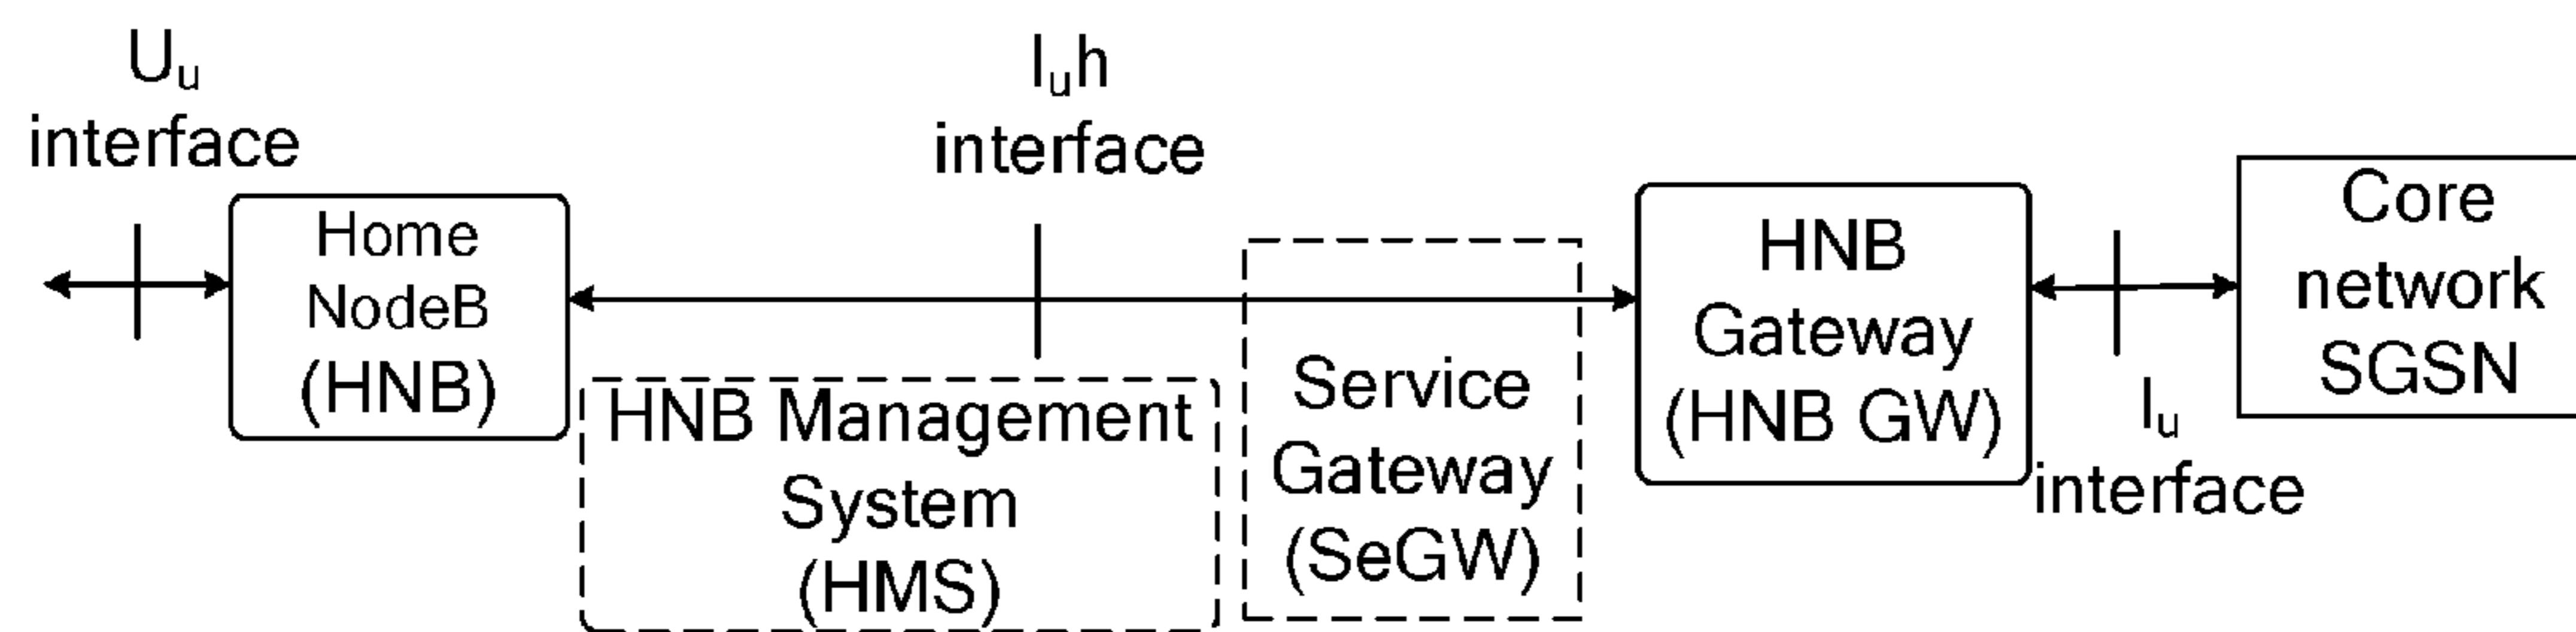 Uu
interface
Iuh
interface
Home
NodeB
(HNB)
HNB Management
System
(HMS)
Service
Gateway
(SeGW)
HNB
Gateway
(HNB GW)
Iu
interface
Core
network
SGSN